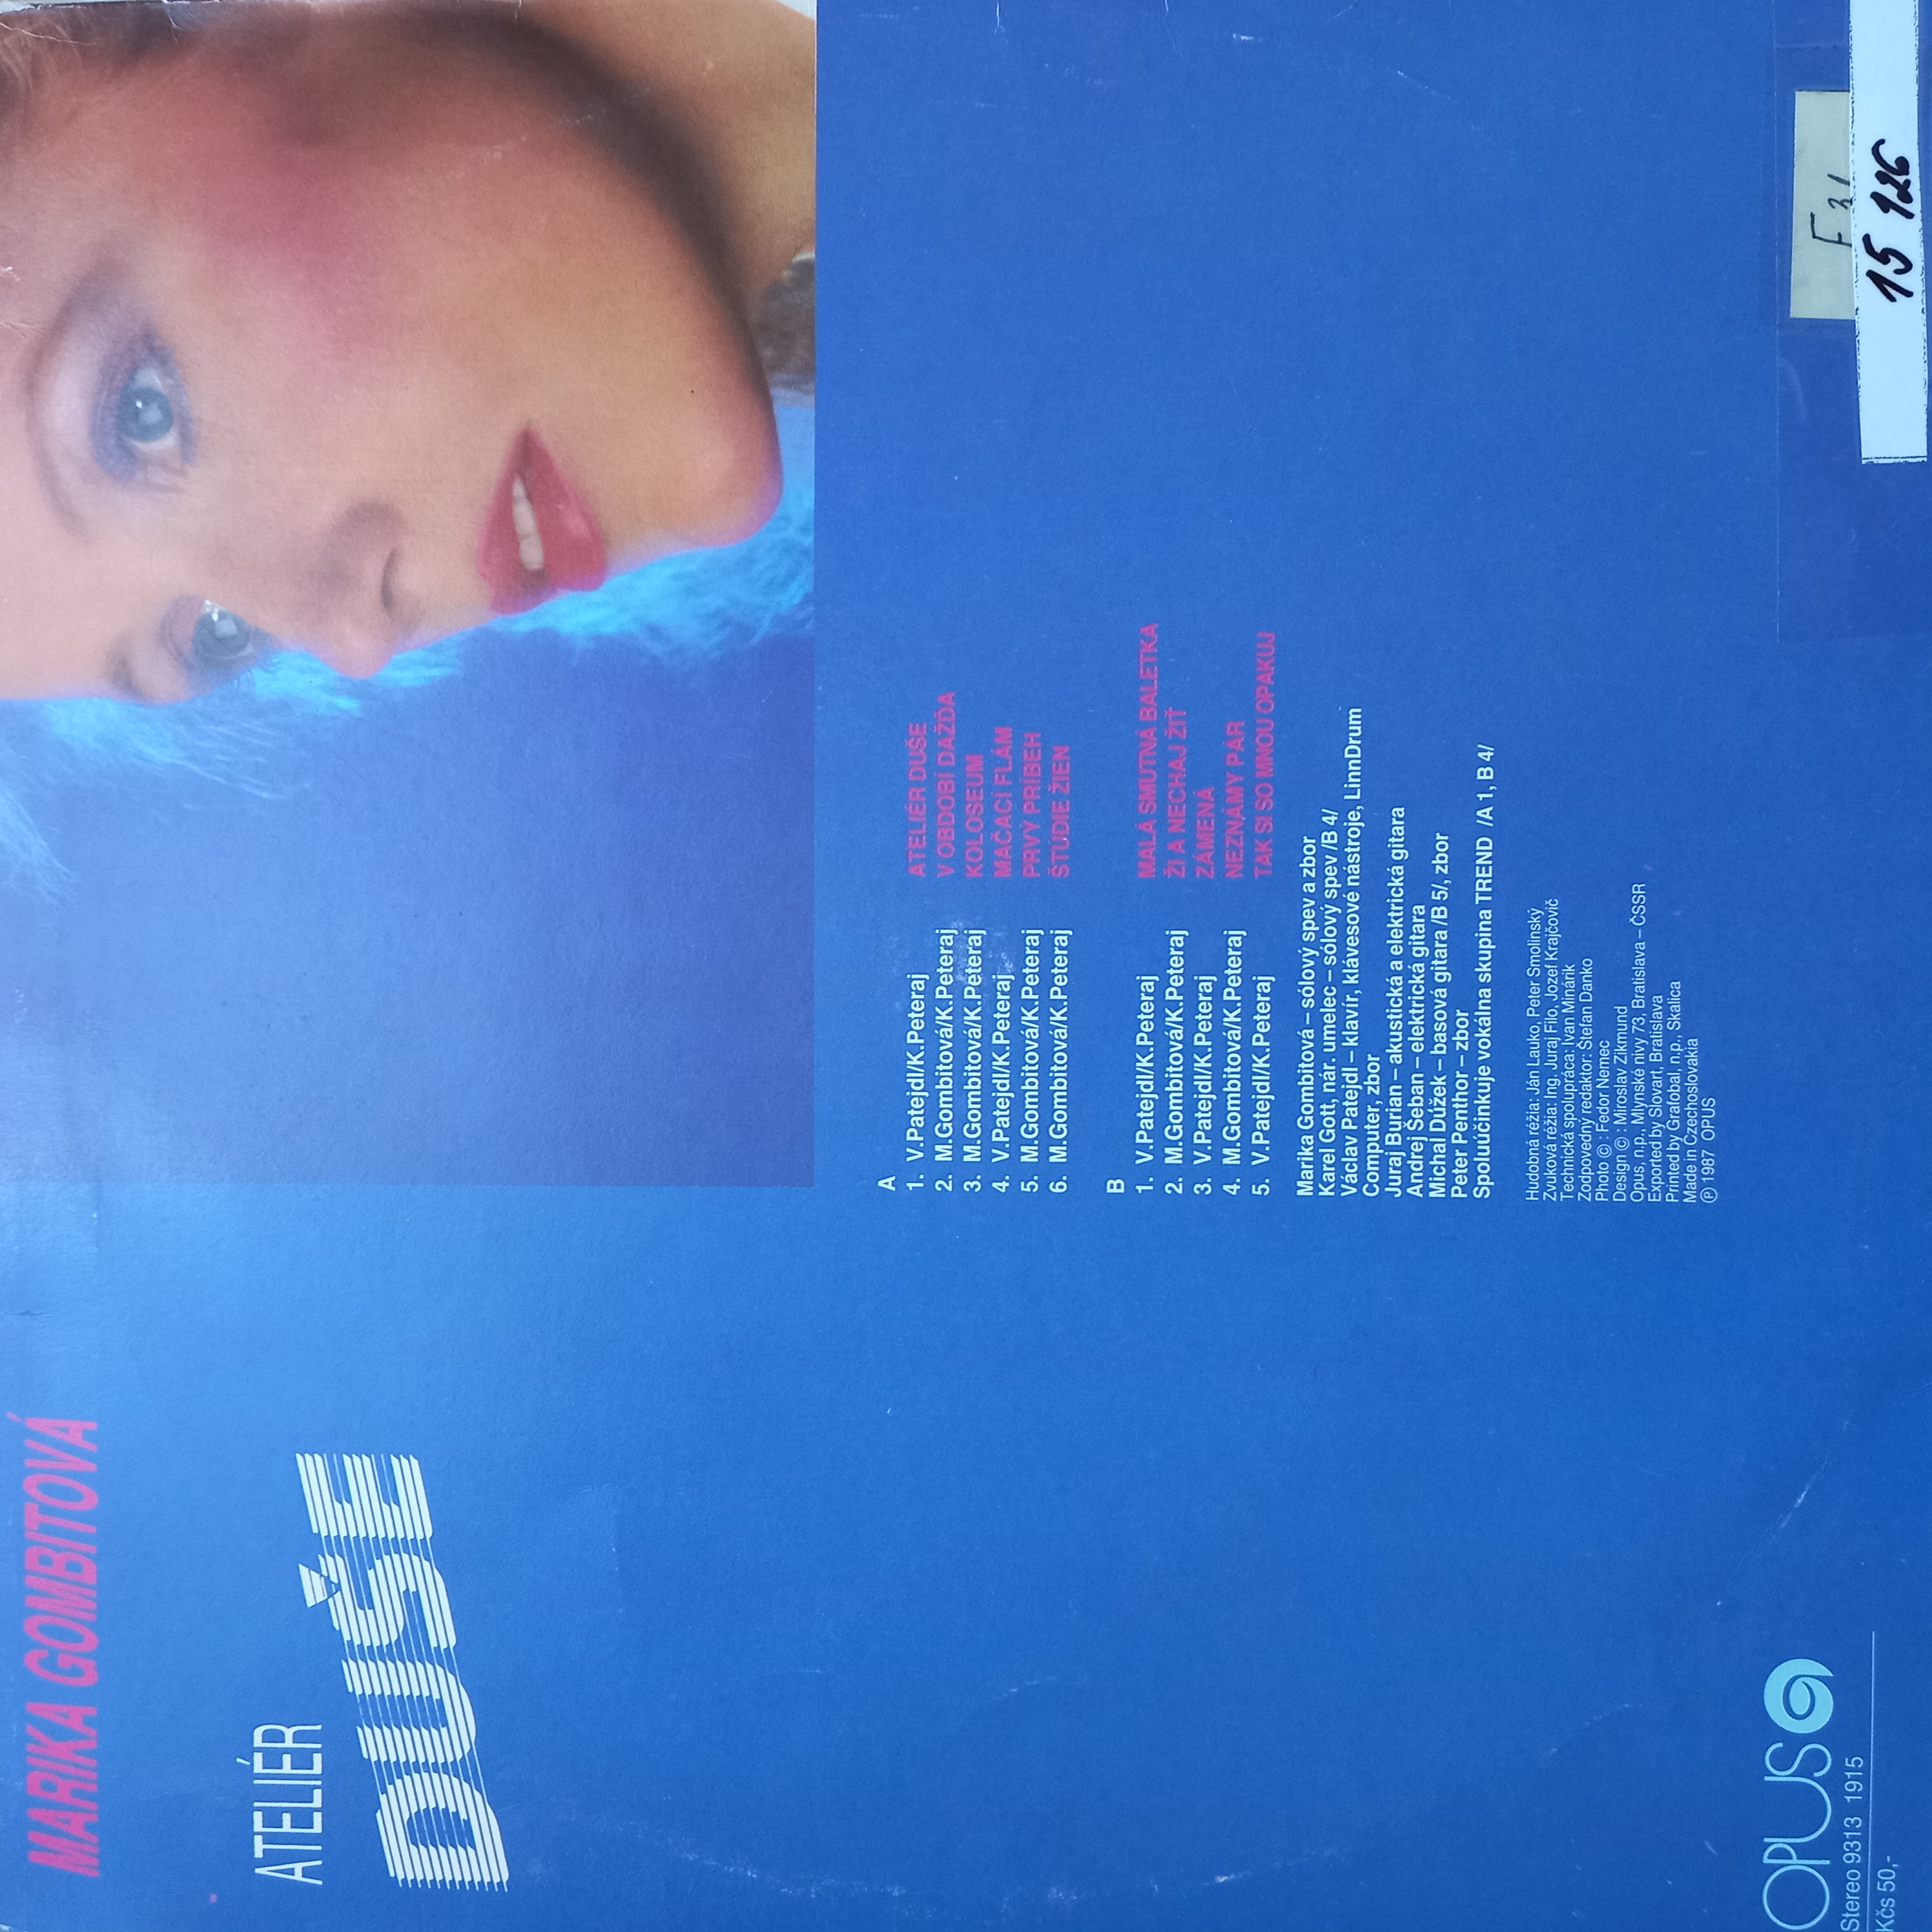 MARIKA GOMBITOVÁ
ATELIÉR
DUŠE
A
1. V.Patejdl/K.Peteraj ATELIÉR DUŠE
2. M.Gombitová/K.Peteraj V OBDOBÍ DAŽĎA
3. M.Gombitová/K.Peteraj KOLOSEUM
4. V.Patejdl/K.Peteraj MAČACÍ FLÁM
5. M.Gombitová/K.Peteraj PRVÝ PRÍBEH
6. M.Gombitová/K.Peteraj ŠTÚDIE ŽIEN
B
1. V.Patejdl/K.Peteraj MALÁ SMUTNÁ BALETKA
2. M.Gombitová/K.Peteraj ŽI A NECHAJ ŽIŤ
3. V.Patejdl/K.Peteraj ZÁMENÁ
4. M.Gombitová/K.Peteraj NEZNÁMY PÁR
5. V.Patejdl/K.Peteraj TAK SI SO MNOU OPAKUJ
Marika Gombitová – sólový spev a zbor
Karel Gott, nár. umelec – sólový spev /B 4/
Václav Patejdl – klavír, klávesové nástroje, LinnDrum
Computer, zbor
Juraj Burian – akustická a elektrická gitara
Andrej Šeban – elektrická gitara
Michal Dúžek – basová gitara /B 5/, zbor
Peter Penthor – zbor
Spoluúčinkuje vokálna skupina TREND /A 1, B 4/
Hudobná réžia: Ján Lauko, Peter Smolinský
Zvuková réžia: Ing. Juraj Filo, Jozef Krajčovič
Technická spolupráca: Ivan Minárik
Zodpovedný redaktor: Štefan Danko
Photo © : Fedor Nemec
Design © : Miroslav Zikmund
Opus, n.p., Mlynské nivy 73, Bratislava – ČSSR
Exported by Slovart, Bratislava
Printed by Grafobal, n.p., Skalica
Made in Czechoslovakia
℗ 1987 OPUS
OPUS
Stereo 9313 1915
Kčs 50,-
F 31
15 126